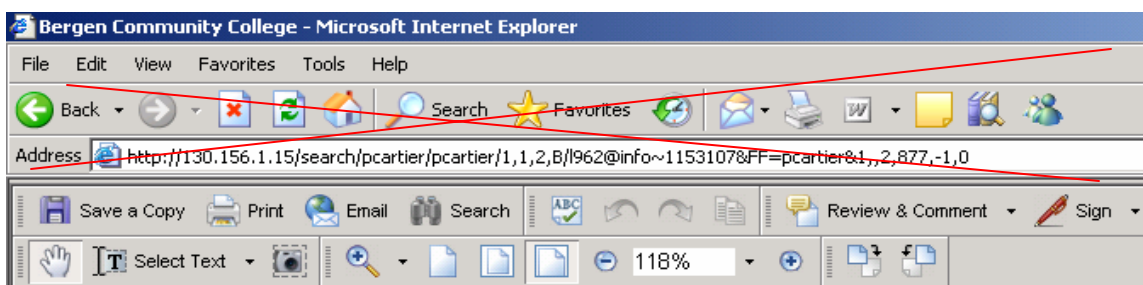 Bergen Community College - Microsoft Internet Explorer
File Edit View Favorites Tools Help
Back Search Favorites W
Address http://130.156.1.15/search/pcartier/pcartier/1,1,2,B/l962@info~1153107&FF=pcartier&1,,2,877,-1,0
Save a Copy Print Email Search ABC Review & Comment Sign
T Select Text 118%